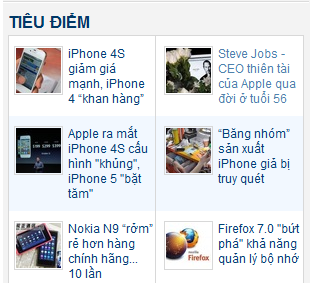 TIÊU ĐIỂM
iPhone 4S
giảm giá
mạnh, iPhone
4 “khan hàng”
Steve Jobs -
CEO thiên tài
của Apple qua
đời ở tuổi 56
Apple ra mắt
iPhone 4S cấu
hình "khủng",
iPhone 5 "bặt
tăm"
“Băng nhóm”
sản xuất
iPhone giả bị
truy quét
Nokia N9 “rởm”
rẻ hơn hàng
chính hãng...
10 lần
Firefox 7.0 "bứt
phá" khả năng
quản lý bộ nhớ
Firefox